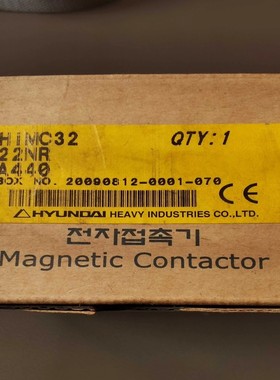 HiMC32 QTY:1
22NR
A440
BOX NO. 20090812-0001-070
HYUNDAI HEAVY INDUSTRIES CO.,LTD. CE
전자접촉기
Magnetic Contactor